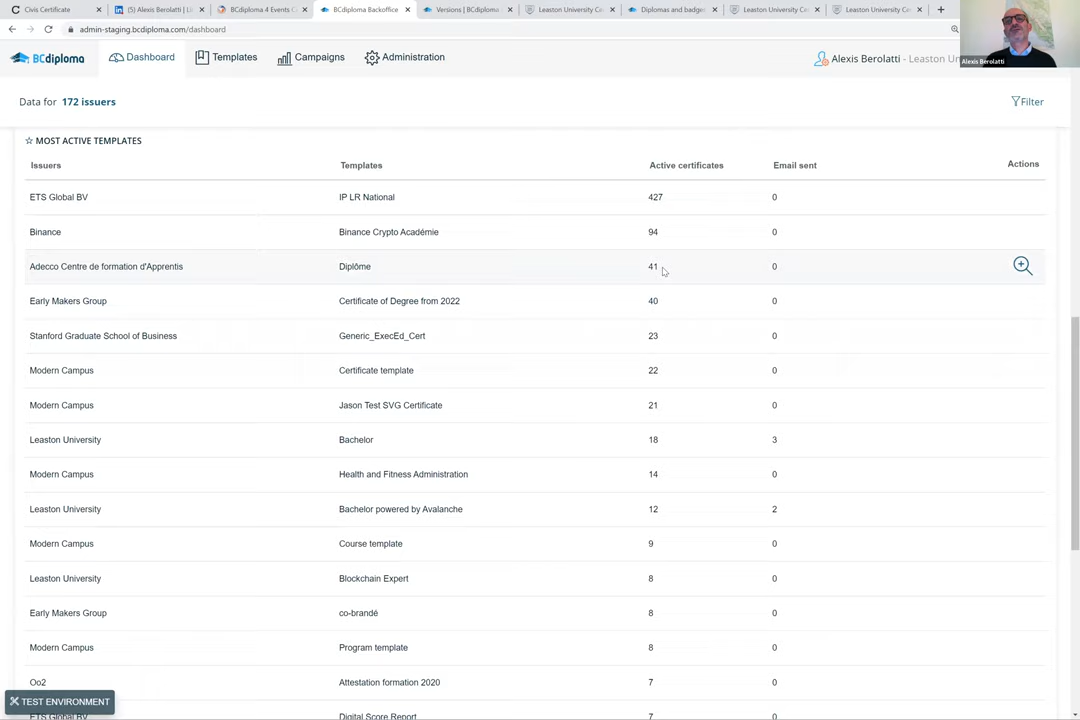 Civis Certificate
(5) Alexis Berolatti | Li
BCdiploma 4 Events C
BCdiploma Backoffice
Versions | BCdiploma
Leaston University Ce
Diplomas and badge
Leaston University Ce
Leaston University Ce
admin-staging.bcdiploma.com/dashboard
BCdiploma
Dashboard
Templates
Campaigns
Administration
Alexis Berolatti - Leaston Un
Alexis Berolatti
Data for 172 issuers
Filter
MOST ACTIVE TEMPLATES
Issuers Templates Active certificates Email sent Actions
ETS Global BV IP LR National 427 0
Binance Binance Crypto Académie 94 0
Adecco Centre de formation d'Apprentis Diplôme 41 0
Early Makers Group Certificate of Degree from 2022 40 0
Stanford Graduate School of Business Generic_ExecEd_Cert 23 0
Modern Campus Certificate template 22 0
Modern Campus Jason Test SVG Certificate 21 0
Leaston University Bachelor 18 3
Modern Campus Health and Fitness Administration 14 0
Leaston University Bachelor powered by Avalanche 12 2
Modern Campus Course template 9 0
Leaston University Blockchain Expert 8 0
Early Makers Group co-brandé 8 0
Modern Campus Program template 8 0
Oo2 Attestation formation 2020 7 0
TEST ENVIRONMENT
ETS Global BV Digital Score Report 7 0